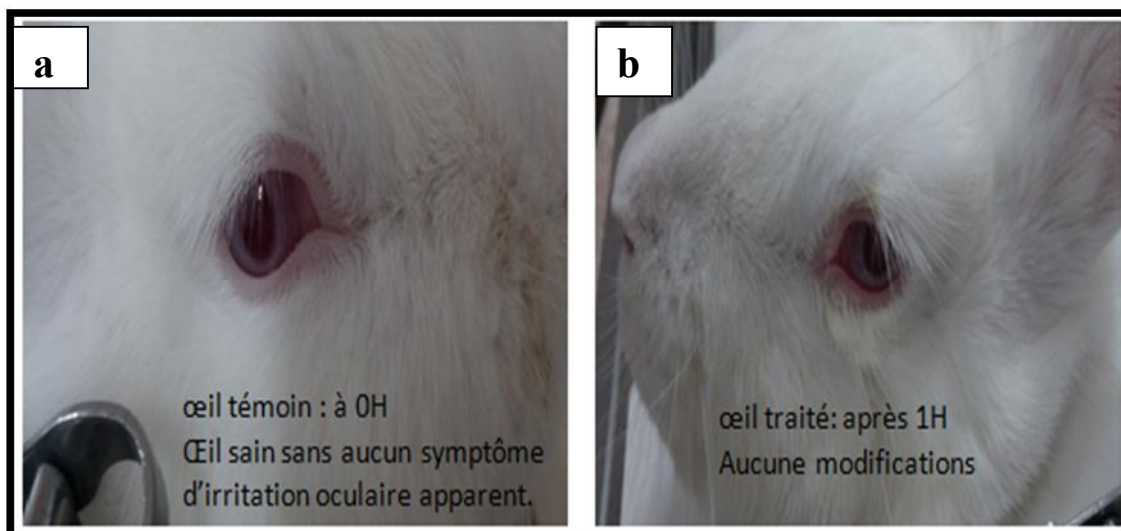 a
b
œil témoin : à 0H
Œil sain sans aucun symptôme
d'irritation oculaire apparent.
œil traité: après 1H
Aucune modifications